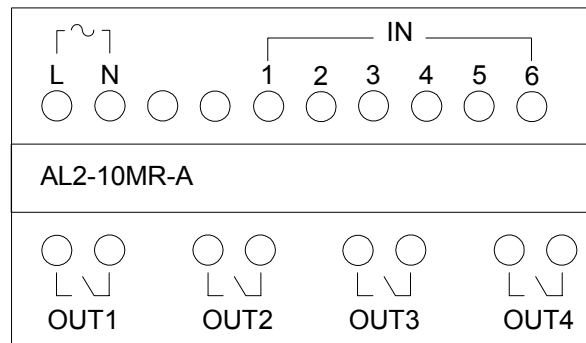 IN
L N 1 2 3 4 5 6
AL2-10MR-A
OUT1 OUT2 OUT3 OUT4